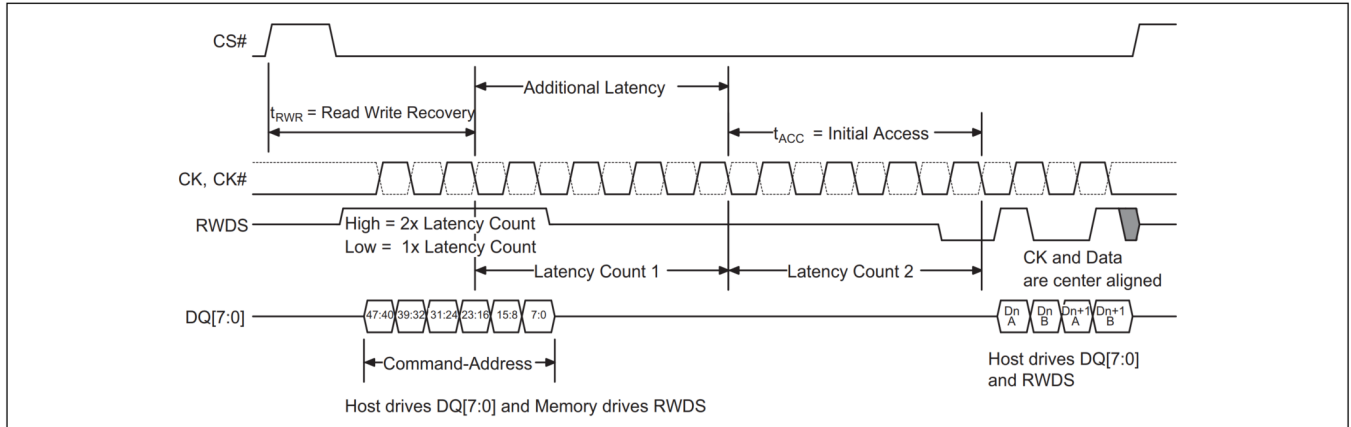 CS#
Additional Latency
tRWR = Read Write Recovery
tACC = Initial Access
CK, CK#
RWDS
High = 2x Latency Count
Low = 1x Latency Count
CK and Data
are center aligned
Latency Count 1
Latency Count 2
DQ[7:0]
47:40 39:32 31:24 23:16 15:8 7:0
Dn A
Dn B
Dn+1 A
Dn+1 B
Command-Address
Host drives DQ[7:0]
and RWDS
Host drives DQ[7:0] and Memory drives RWDS